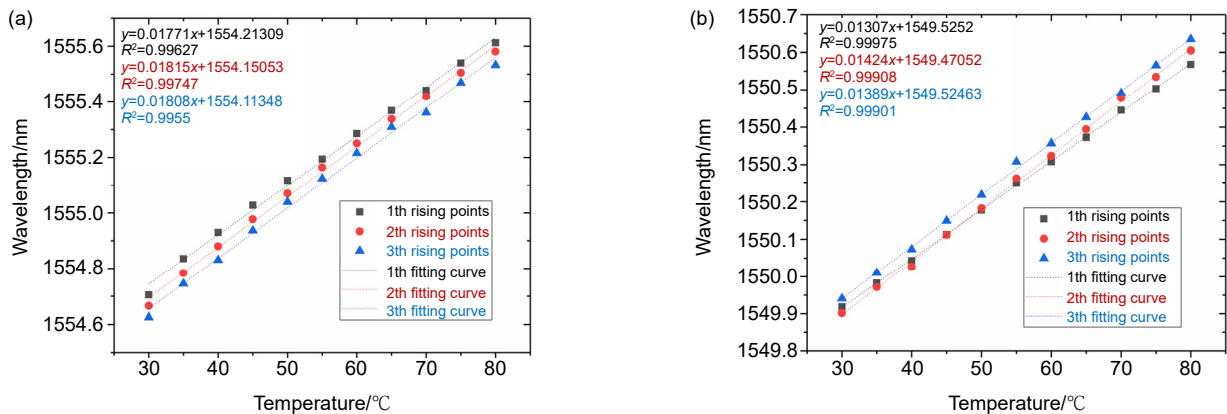 (a)
y=0.01771x+1554.21309
R²=0.99627
y=0.01815x+1554.15053
R²=0.99747
y=0.01808x+1554.11348
R²=0.9955
1555.6
1555.4
1555.2
1555.0
1554.8
1554.6
Wavelength/nm
1th rising points
2th rising points
3th rising points
1th fitting curve
2th fitting curve
3th fitting curve
30 40 50 60 70 80
Temperature/℃
(b)
y=0.01307x+1549.5252
R²=0.99975
y=0.01424x+1549.47052
R²=0.99908
y=0.01389x+1549.52463
R²=0.99901
1550.7
1550.6
1550.5
1550.4
1550.3
1550.2
1550.1
1550.0
1549.9
1549.8
Wavelength/nm
1th rising points
2th rising points
3th rising points
1th fitting curve
2th fitting curve
3th fitting curve
30 40 50 60 70 80
Temperature/℃